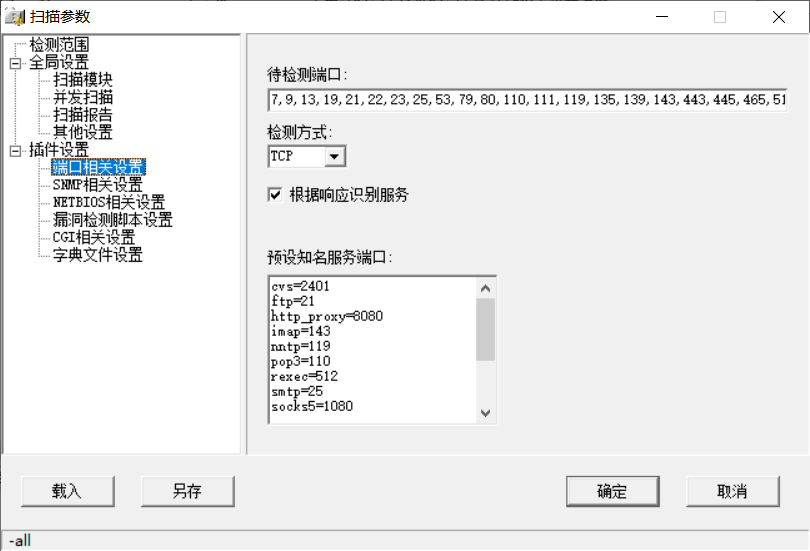 扫描参数
检测范围
全局设置
扫描模块
并发扫描
扫描报告
其他设置
插件设置
端口相关设置
SNMP相关设置
NETBIOS相关设置
漏洞检测脚本设置
CGI相关设置
字典文件设置
待检测端口:
7,9,13,19,21,22,23,25,53,79,80,110,111,119,135,139,143,443,445,465,51
检测方式:
TCP
根据响应识别服务
预设知名服务端口:
cvs=2401
ftp=21
http_proxy=8080
imap=143
nntp=119
pop3=110
rexec=512
smtp=25
socks5=1080
载入
另存
确定
取消
-all